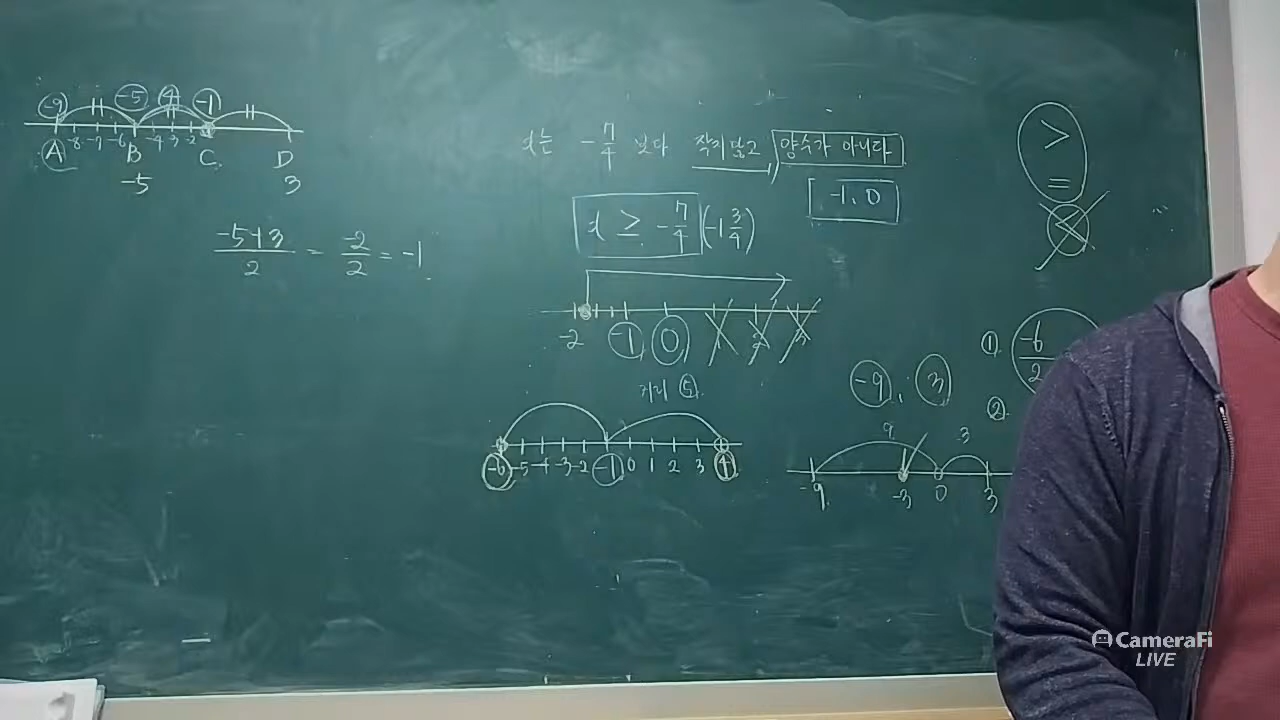 -9 -5 4 -1
A -8 -7 -6 B -4 -3 -2 C D
-5 3
-5+3 / 2 = -2 / 2 = -1
x는 -7/4 보다 작지 않고 양수가 아니다
-1, 0
x ≥ -7/4 (-1 3/4)
-2 -1 0 1 2 3
거리 ⑤
-6 -5 -4 -3 -2 -1 0 1 2 3 4
>
=
<
① -6/2
②
-9, 3
9 3
-9 -3 0 3
CameraFi
LIVE